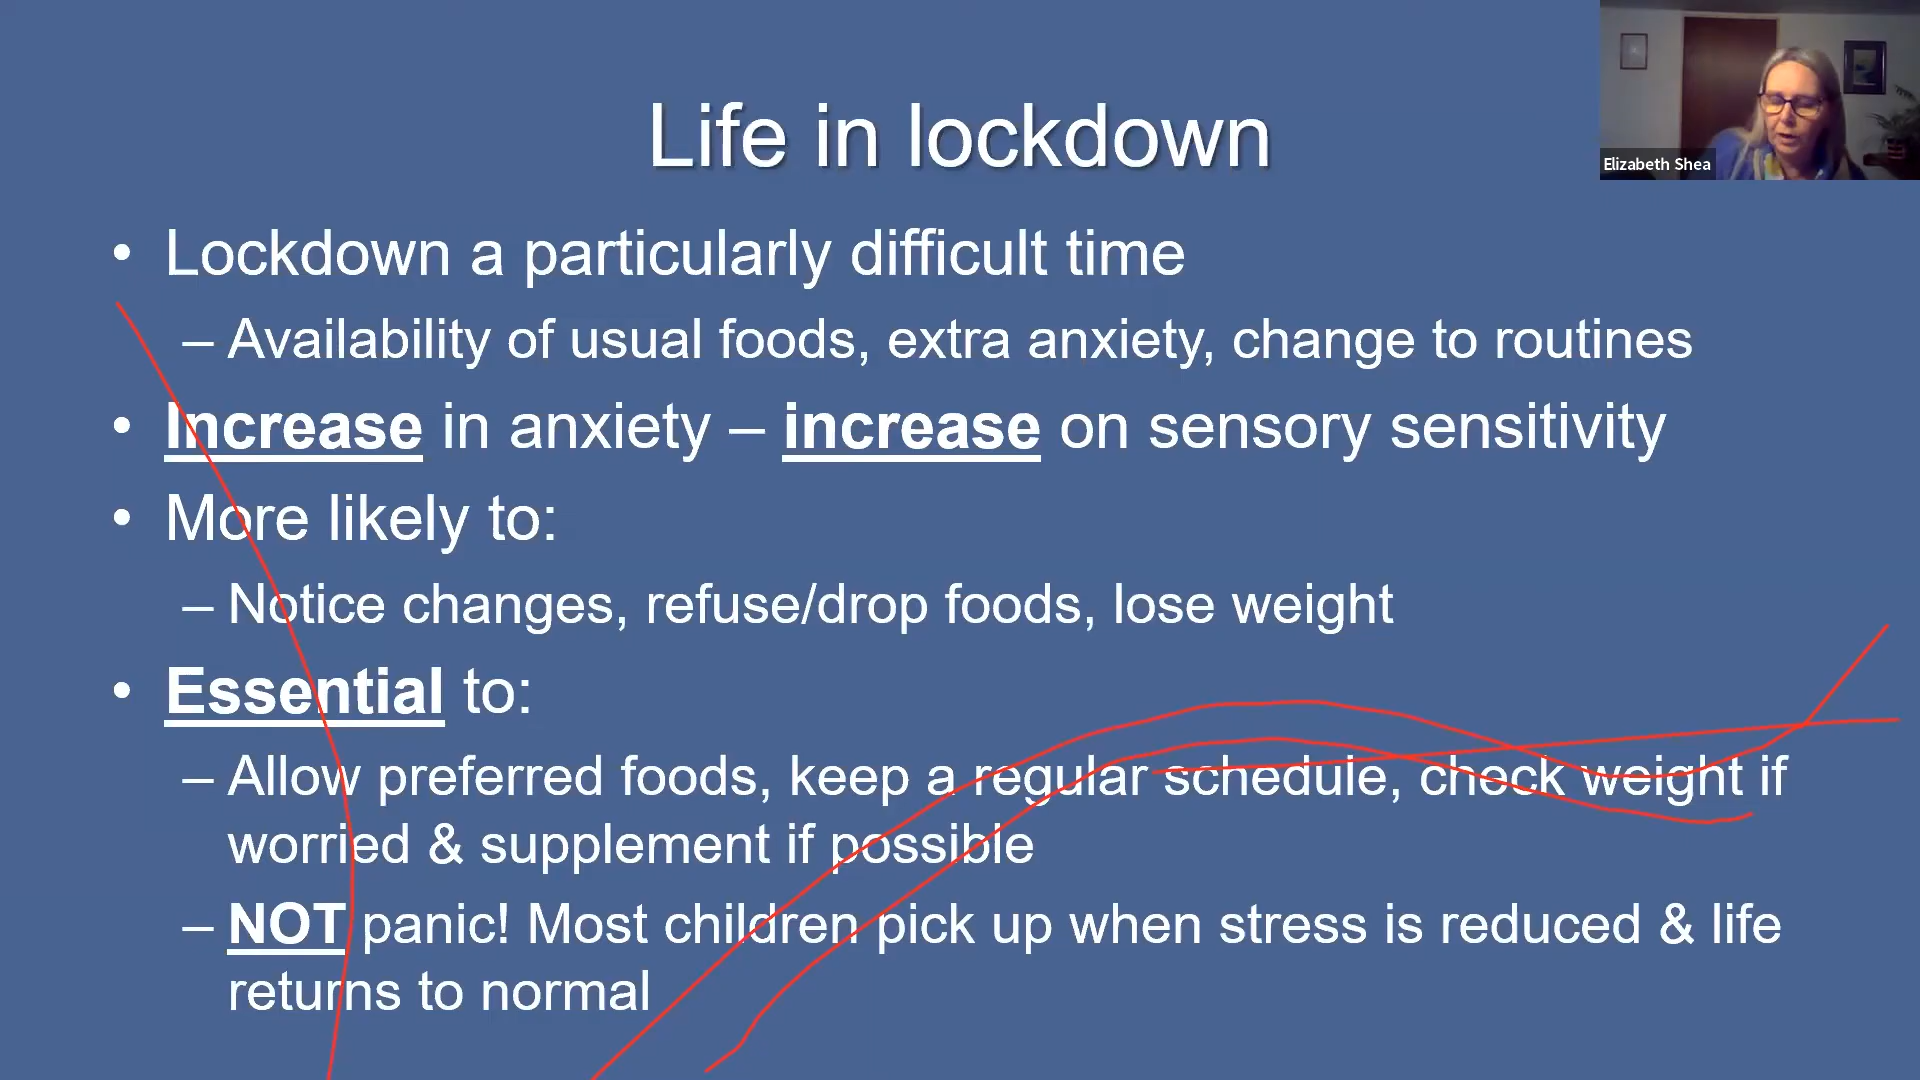 Life in lockdown
Elizabeth Shea
• Lockdown a particularly difficult time
– Availability of usual foods, extra anxiety, change to routines
• Increase in anxiety – increase on sensory sensitivity
• More likely to:
– Notice changes, refuse/drop foods, lose weight
• Essential to:
– Allow preferred foods, keep a regular schedule, check weight if
worried & supplement if possible
– NOT panic! Most children pick up when stress is reduced & life
returns to normal